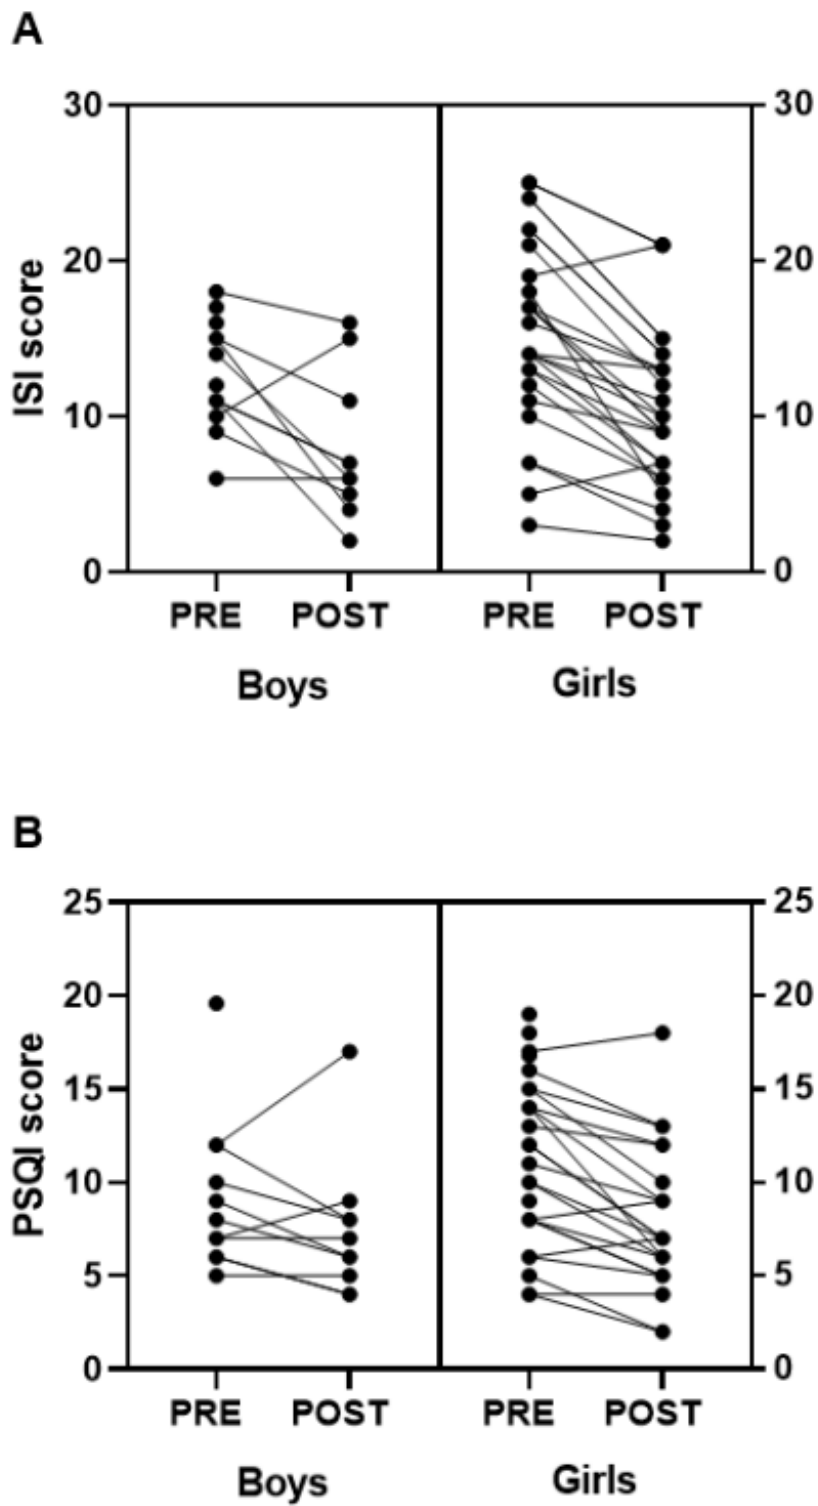 A
30 30
20 20
10 10
0 0
ISI score
PRE POST PRE POST
Boys Girls
B
25 25
20 20
15 15
10 10
5 5
0 0
PSQI score
PRE POST PRE POST
Boys Girls